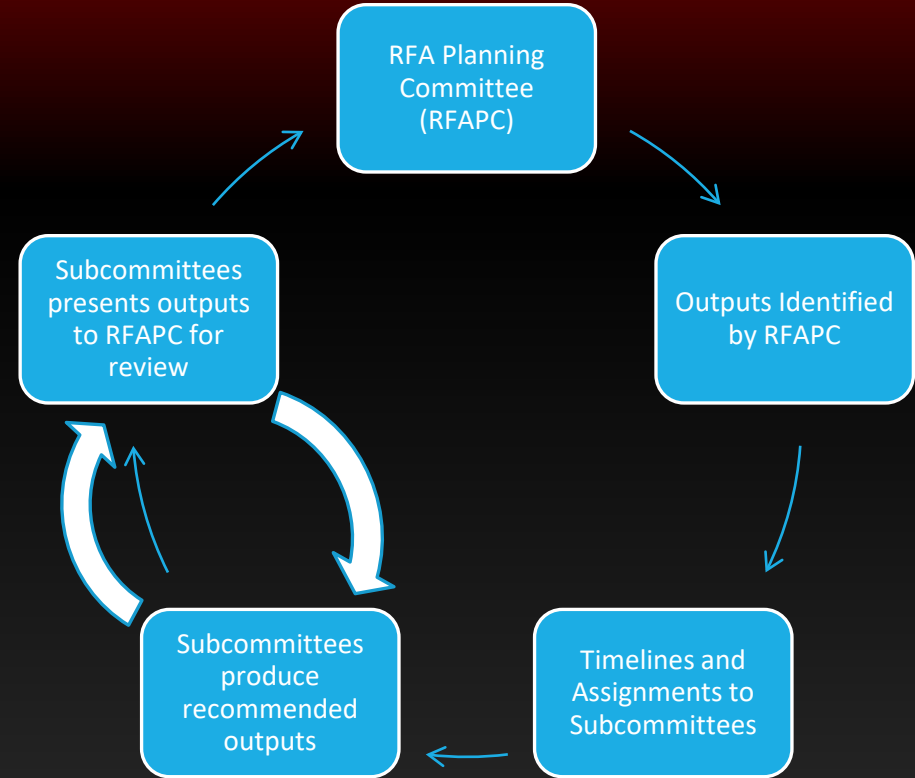 RFA Planning
Committee
(RFAPC)
Outputs Identified
by RFAPC
Timelines and
Assignments to
Subcommittees
Subcommittees
produce
recommended
outputs
Subcommittees
presents outputs
to RFAPC for
review